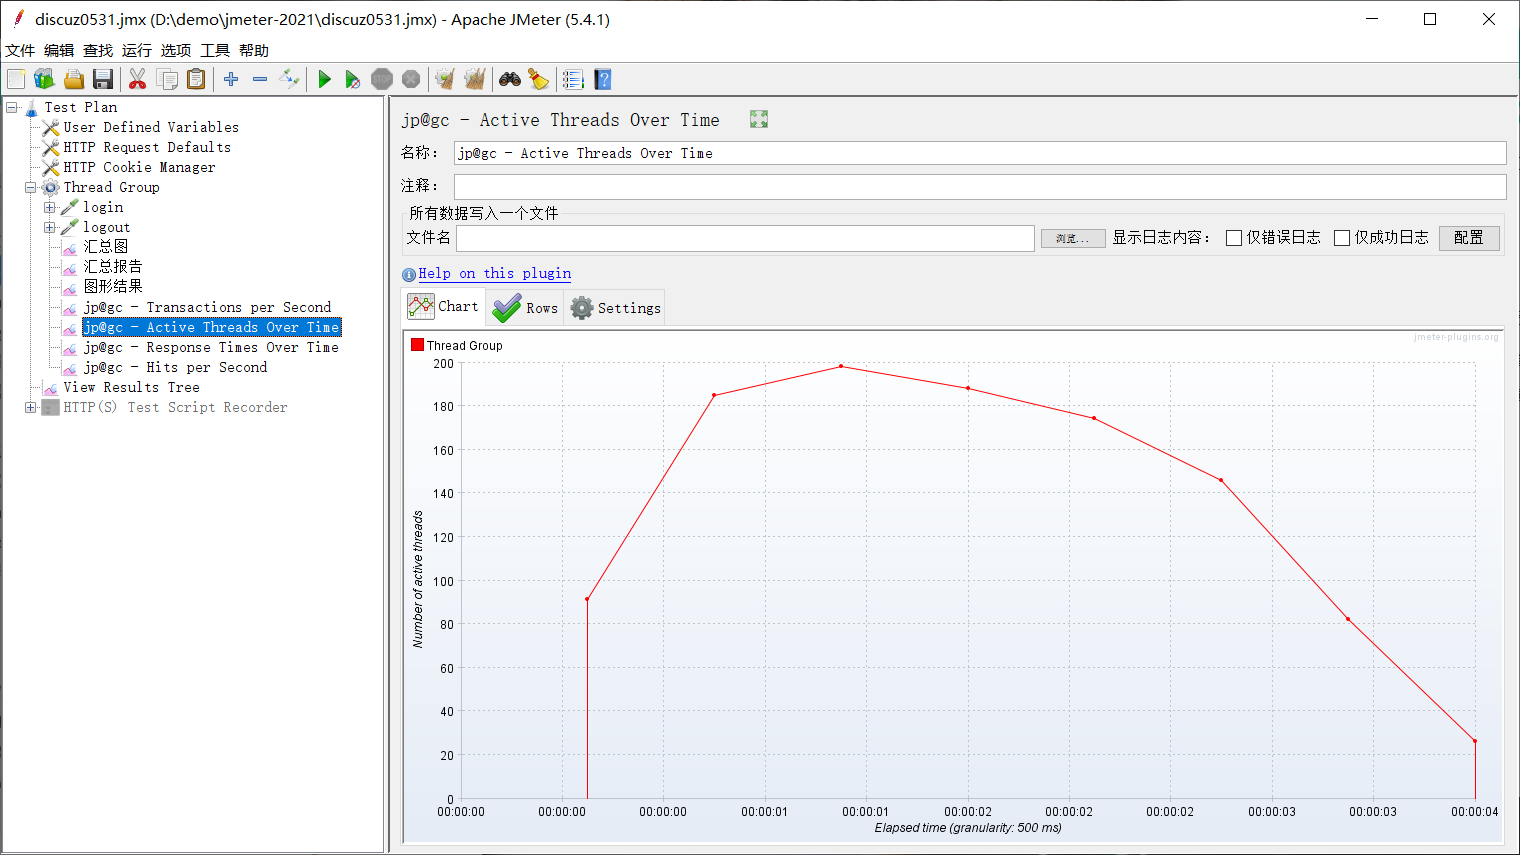 discuz0531.jmx (D:\demo\jmeter-2021\discuz0531.jmx) - Apache JMeter (5.4.1)
文件 编辑 查找 运行 选项 工具 帮助
STOP
Test Plan
User Defined Variables
HTTP Request Defaults
HTTP Cookie Manager
Thread Group
login
logout
汇总图
汇总报告
图形结果
jp@gc - Transactions per Second
jp@gc - Active Threads Over Time
jp@gc - Response Times Over Time
jp@gc - Hits per Second
View Results Tree
HTTP(S) Test Script Recorder
jp@gc - Active Threads Over Time
名称： jp@gc - Active Threads Over Time
注释：
所有数据写入一个文件
文件名 浏览... 显示日志内容： 仅错误日志 仅成功日志 配置
Help on this plugin
Chart Rows Settings
jmeter-plugins.org
Thread Group
200
180
160
140
120
100
80
60
40
20
0
Number of active threads
00:00:00 00:00:00 00:00:00 00:00:01 00:00:01 00:00:02 00:00:02 00:00:02 00:00:03 00:00:03 00:00:04
Elapsed time (granularity: 500 ms)